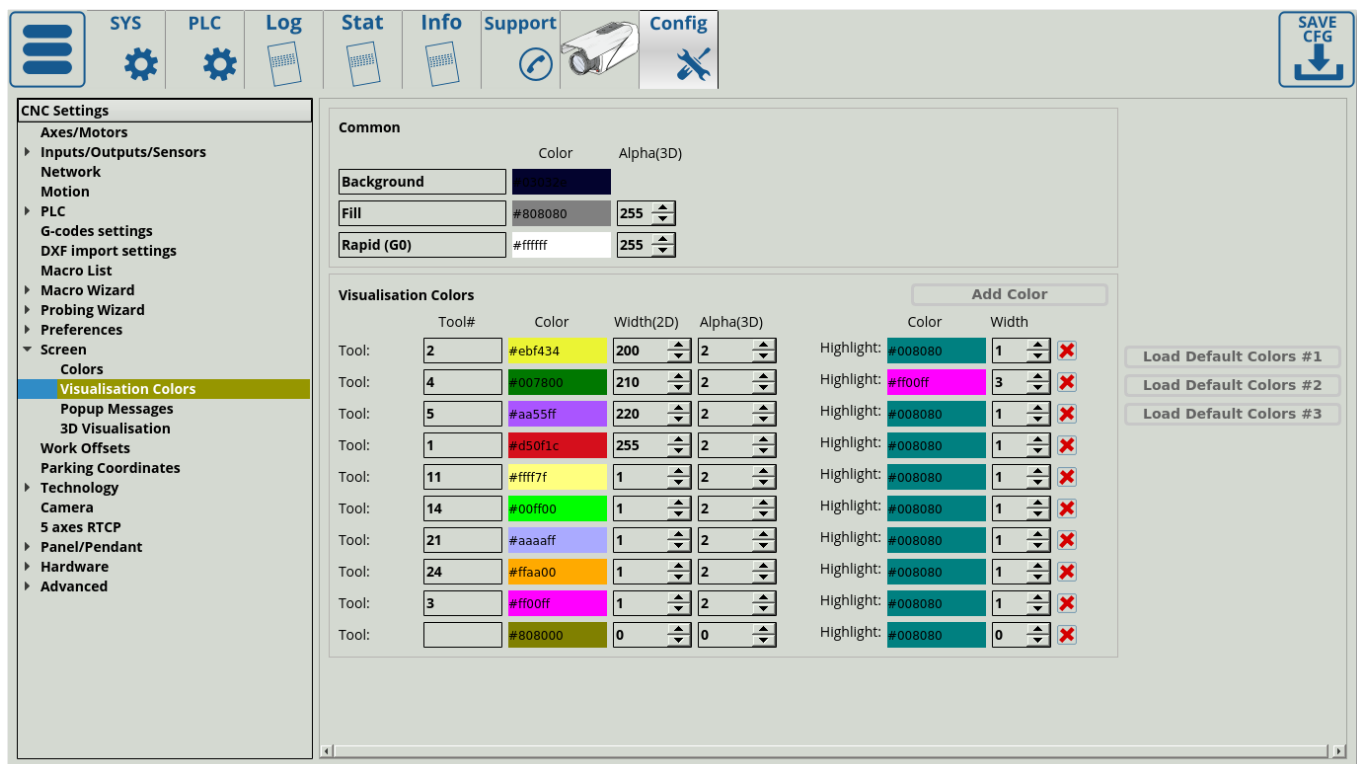 SYS PLC Log Stat Info Support Config SAVE CFG
CNC Settings
Axes/Motors
Inputs/Outputs/Sensors
Network
Motion
PLC
G-codes settings
DXF import settings
Macro List
Macro Wizard
Probing Wizard
Preferences
Screen
Colors
Visualisation Colors
Popup Messages
3D Visualisation
Work Offsets
Parking Coordinates
Technology
Camera
5 axes RTCP
Panel/Pendant
Hardware
Advanced
Common
Color Alpha(3D)
Background
Fill #808080 255
Rapid (G0) #ffffff 255
Visualisation Colors Add Color
Tool# Color Width(2D) Alpha(3D) Color Width
Tool: 2 #ebf434 200 2 Highlight: #008080 1
Tool: 4 #007800 210 2 Highlight: #ff00ff 3
Tool: 5 #aa55ff 220 2 Highlight: #008080 1
Tool: 1 #d50f1c 255 2 Highlight: #008080 1
Tool: 11 #ffff7f 1 2 Highlight: #008080 1
Tool: 14 #00ff00 1 2 Highlight: #008080 1
Tool: 21 #aaaaff 1 2 Highlight: #008080 1
Tool: 24 #ffaa00 1 2 Highlight: #008080 1
Tool: 3 #ff00ff 1 2 Highlight: #008080 1
Tool: #808000 0 0 Highlight: #008080 0
Load Default Colors #1
Load Default Colors #2
Load Default Colors #3